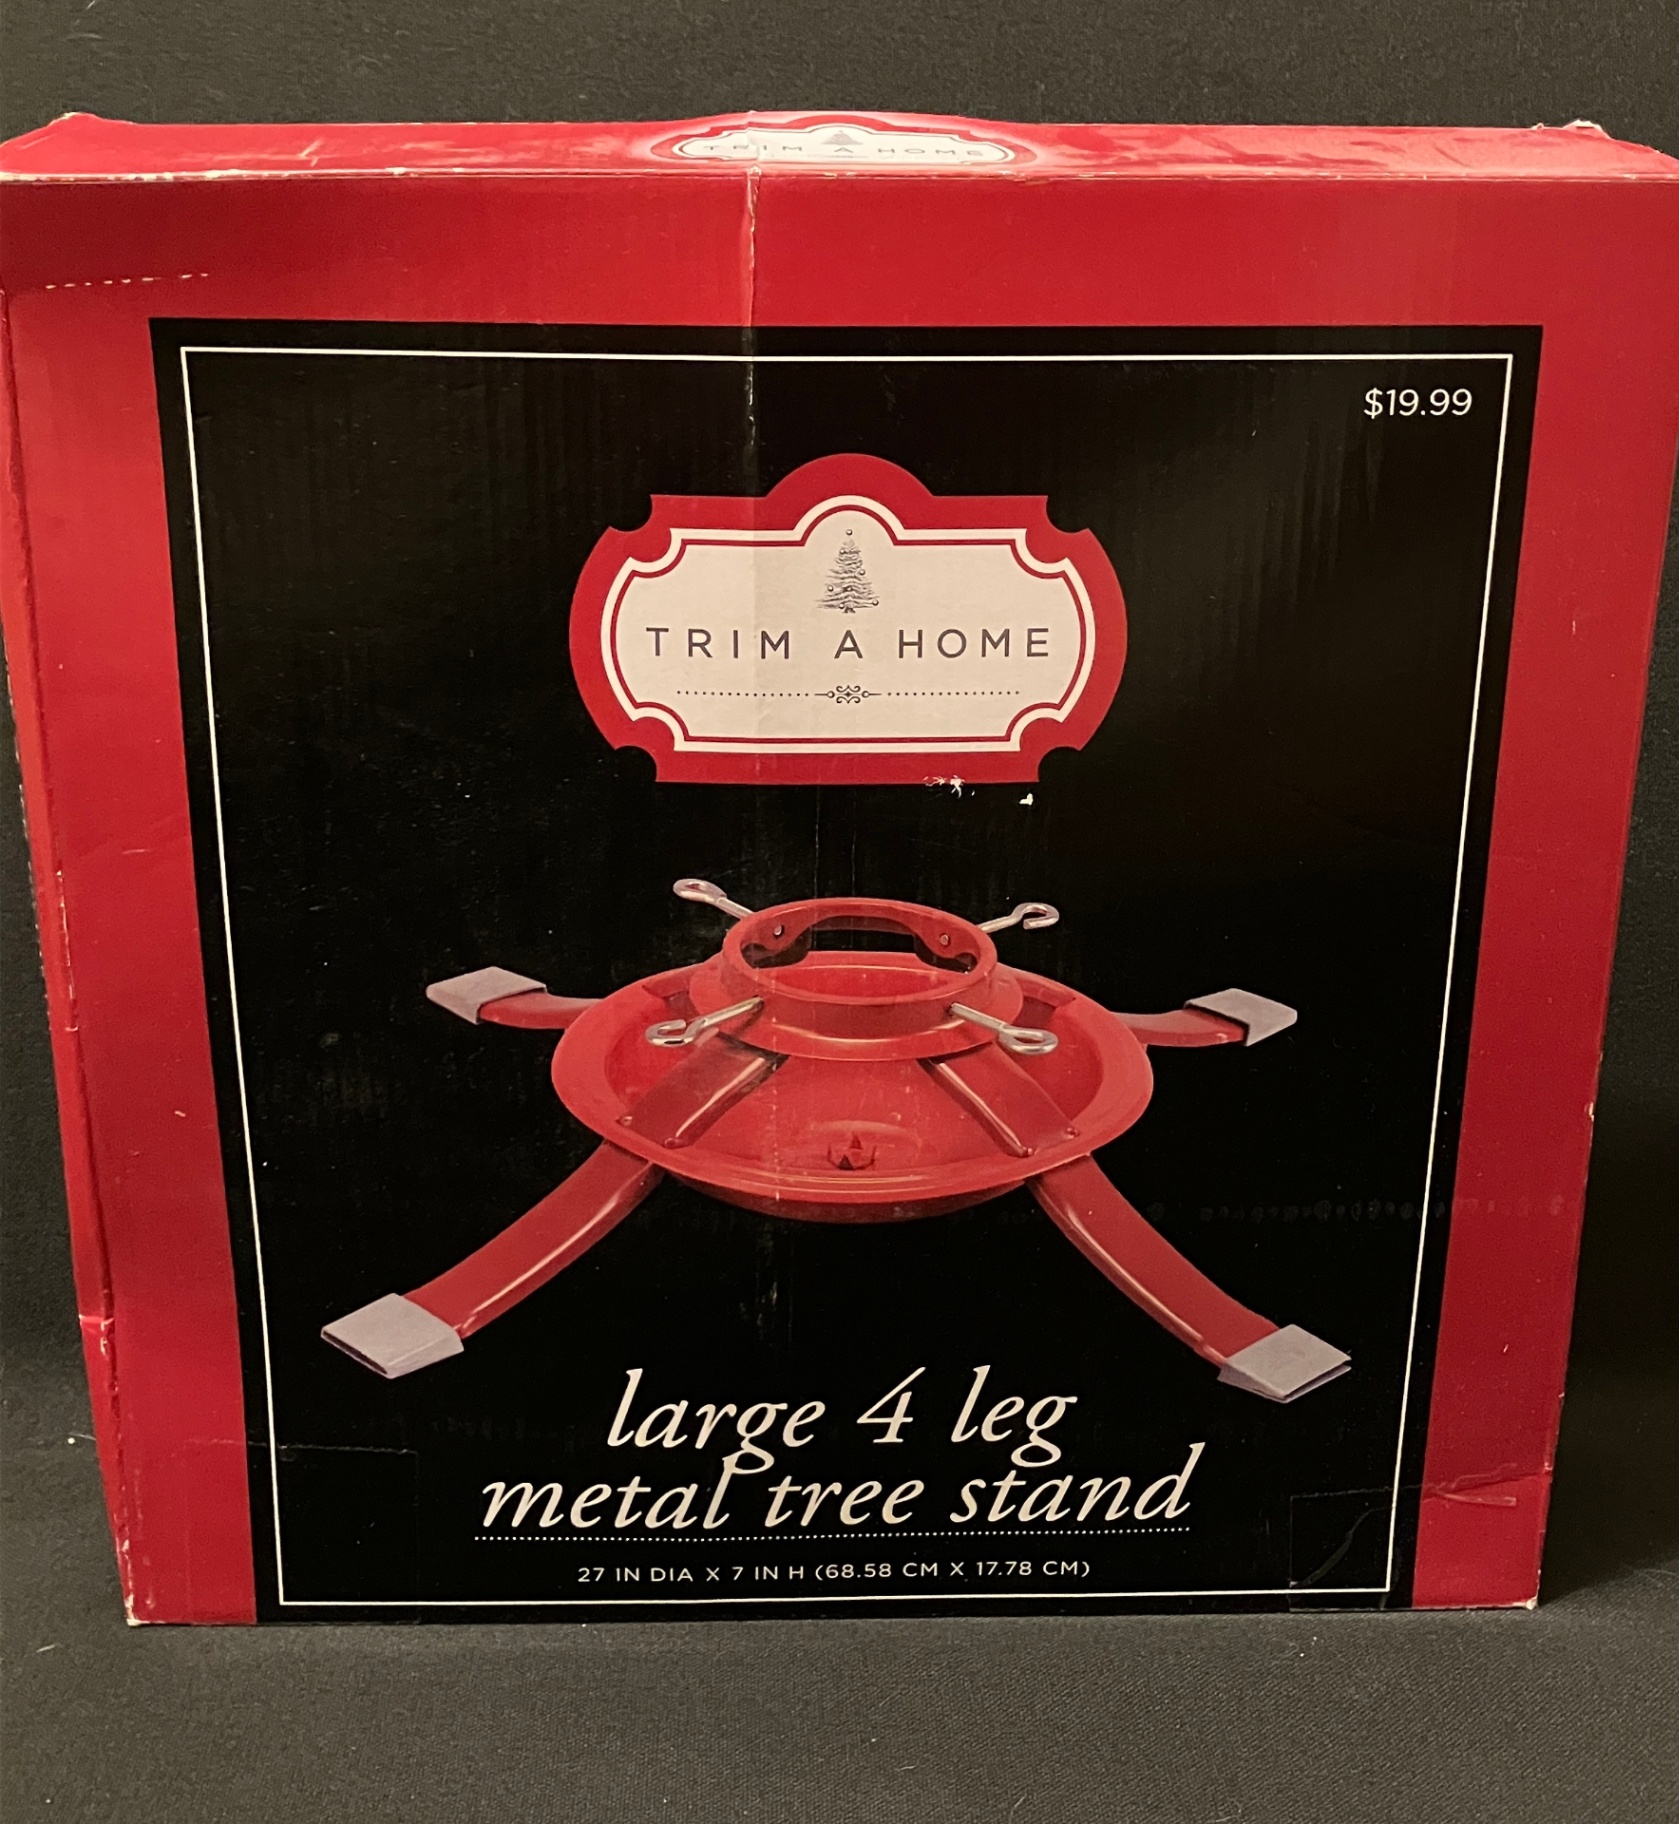 TRIM A HOME
$19.99
TRIM A HOME
large 4 leg
metal tree stand
27 IN DIA X 7 IN H (68.58 CM X 17.78 CM)